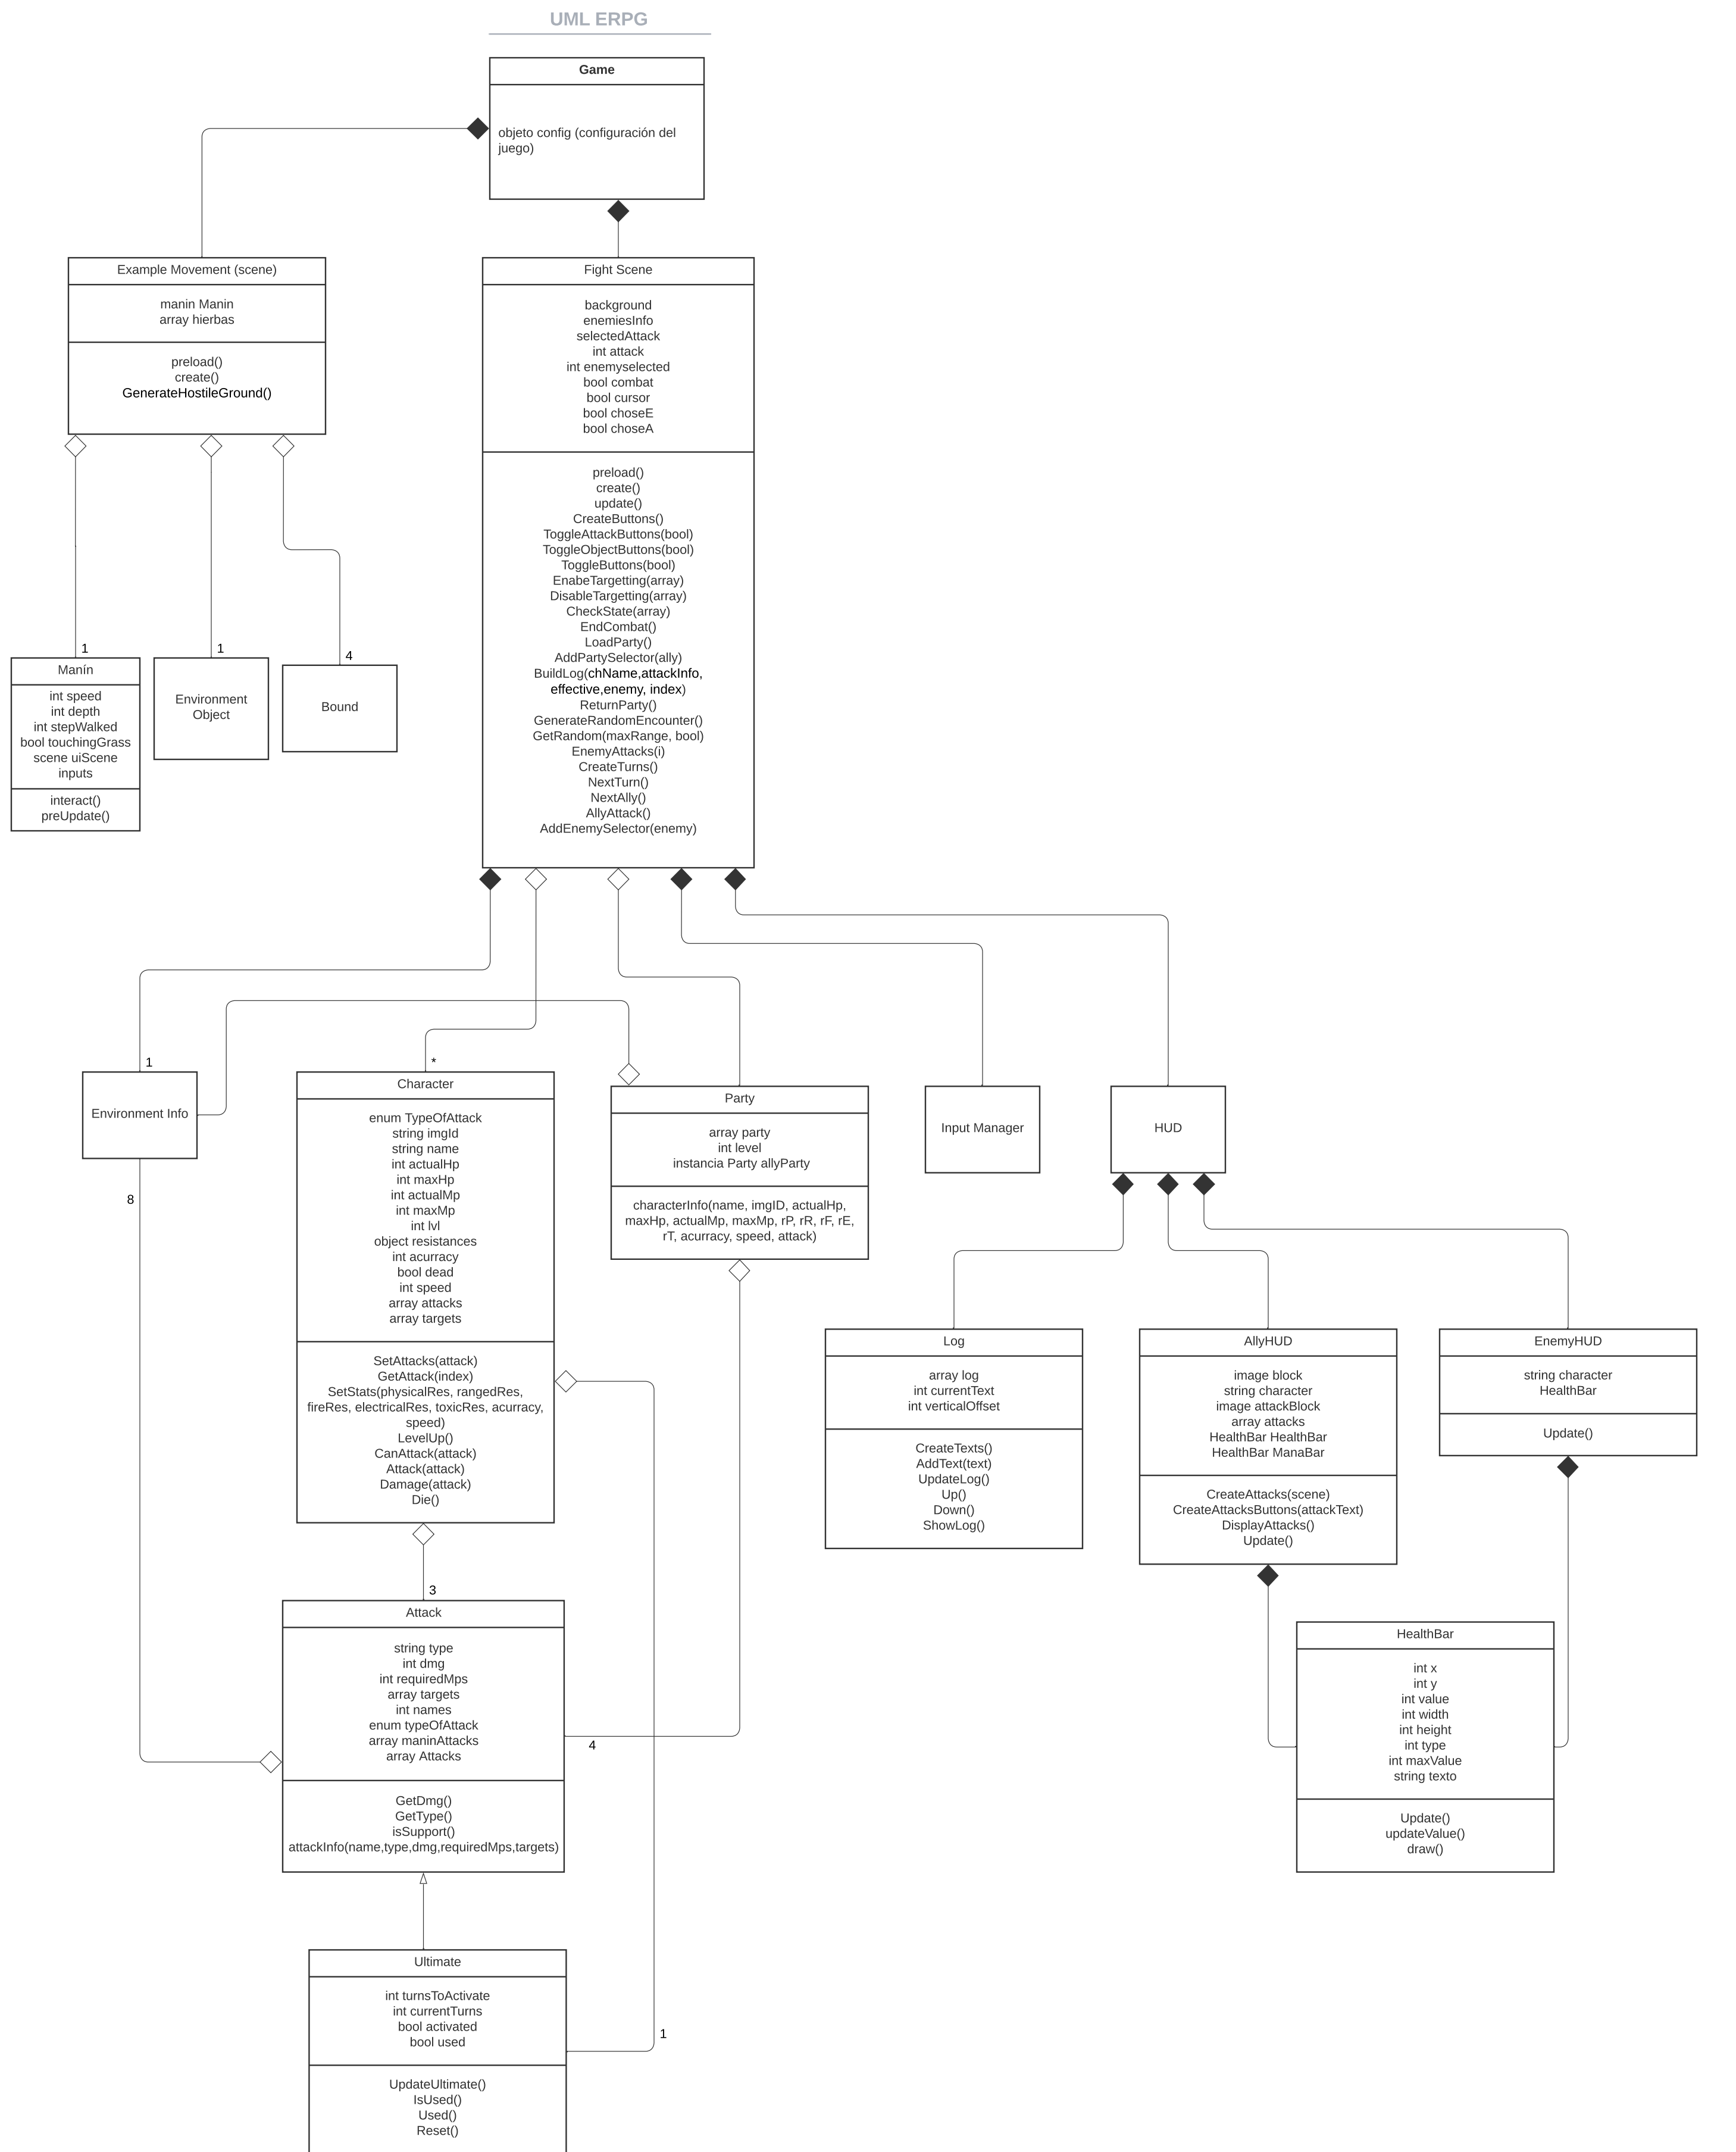 UML ERPG
Game
objeto config (configuración del
juego)
Example Movement (scene)
manin Manin
array hierbas
preload()
create()
GenerateHostileGround()
Fight Scene
background
enemiesInfo
selectedAttack
int attack
int enemyselected
bool combat
bool cursor
bool choseE
bool choseA
preload()
create()
update()
CreateButtons()
ToggleAttackButtons(bool)
ToggleObjectButtons(bool)
ToggleButtons(bool)
EnabeTargetting(array)
DisableTargetting(array)
CheckState(array)
EndCombat()
LoadParty()
AddPartySelector(ally)
BuildLog(chName,attackInfo,
effective,enemy, index)
ReturnParty()
GenerateRandomEncounter()
GetRandom(maxRange, bool)
EnemyAttacks(i)
CreateTurns()
NextTurn()
NextAlly()
AllyAttack()
AddEnemySelector(enemy)
1
1
4
Manín
int speed
int depth
int stepWalked
bool touchingGrass
scene uiScene
inputs
interact()
preUpdate()
Environment
Object
Bound
1
*
Environment Info
8
Character
enum TypeOfAttack
string imgId
string name
int actualHp
int maxHp
int actualMp
int maxMp
int lvl
object resistances
int acurracy
bool dead
int speed
array attacks
array targets
SetAttacks(attack)
GetAttack(index)
SetStats(physicalRes, rangedRes,
fireRes, electricalRes, toxicRes, acurracy,
speed)
LevelUp()
CanAttack(attack)
Attack(attack)
Damage(attack)
Die()
Party
array party
int level
instancia Party allyParty
characterInfo(name, imgID, actualHp,
maxHp, actualMp, maxMp, rP, rR, rF, rE,
rT, acurracy, speed, attack)
Input Manager
HUD
Log
array log
int currentText
int verticalOffset
CreateTexts()
AddText(text)
UpdateLog()
Up()
Down()
ShowLog()
AllyHUD
image block
string character
image attackBlock
array attacks
HealthBar HealthBar
HealthBar ManaBar
CreateAttacks(scene)
CreateAttacksButtons(attackText)
DisplayAttacks()
Update()
EnemyHUD
string character
HealthBar
Update()
3
Attack
string type
int dmg
int requiredMps
array targets
int names
enum typeOfAttack
array maninAttacks
array Attacks
GetDmg()
GetType()
isSupport()
attackInfo(name,type,dmg,requiredMps,targets)
4
HealthBar
int x
int y
int value
int width
int height
int type
int maxValue
string texto
Update()
updateValue()
draw()
Ultimate
int turnsToActivate
int currentTurns
bool activated
bool used
UpdateUltimate()
IsUsed()
Used()
Reset()
1